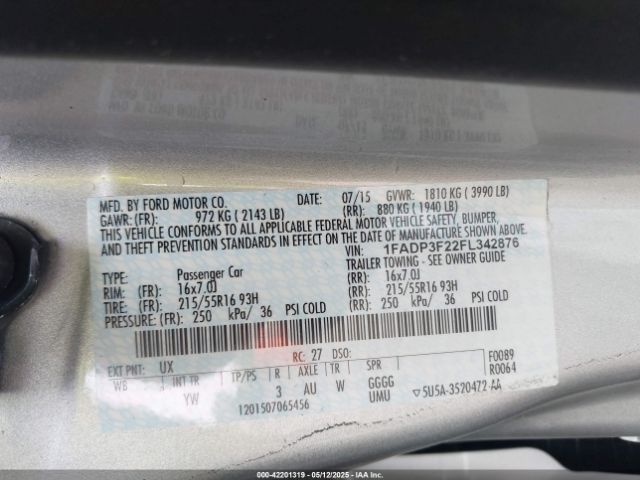 MFD. BY FORD MOTOR CO. DATE: 07/15 GVWR: 1810 KG ( 3990 LB)
GAWR: (FR): 972 KG ( 2143 LB) (RR): 880 KG ( 1940 LB)
THIS VEHICLE CONFORMS TO ALL APPLICABLE FEDERAL MOTOR VEHICLE SAFETY, BUMPER,
AND THEFT PREVENTION STANDARDS IN EFFECT ON THE DATE OF MANUFACTURE SHOWN ABOVE.
VIN: 1FADP3F22FL342876
TYPE: Passenger Car TRAILER TOWING - SEE OWNER GUIDE
RIM: (FR): 16x7.0J (RR): 16x7.0J
TIRE: (FR): 215/55R16 93H (RR): 215/55R16 93H
PRESSURE: (FR): 250 kPa/ 36 PSI COLD (RR): 250 kPa/ 36 PSI COLD
RC: 27 DSO: F0089
EXT PNT: UX R0064
WB INT TR TP/PS R AXLE TR SPR
YW 3 AU W GGGG
UMU
1201507065456 5U5A-3520472-AA
000-42201319 - 05/12/2025 - IAAI.COM